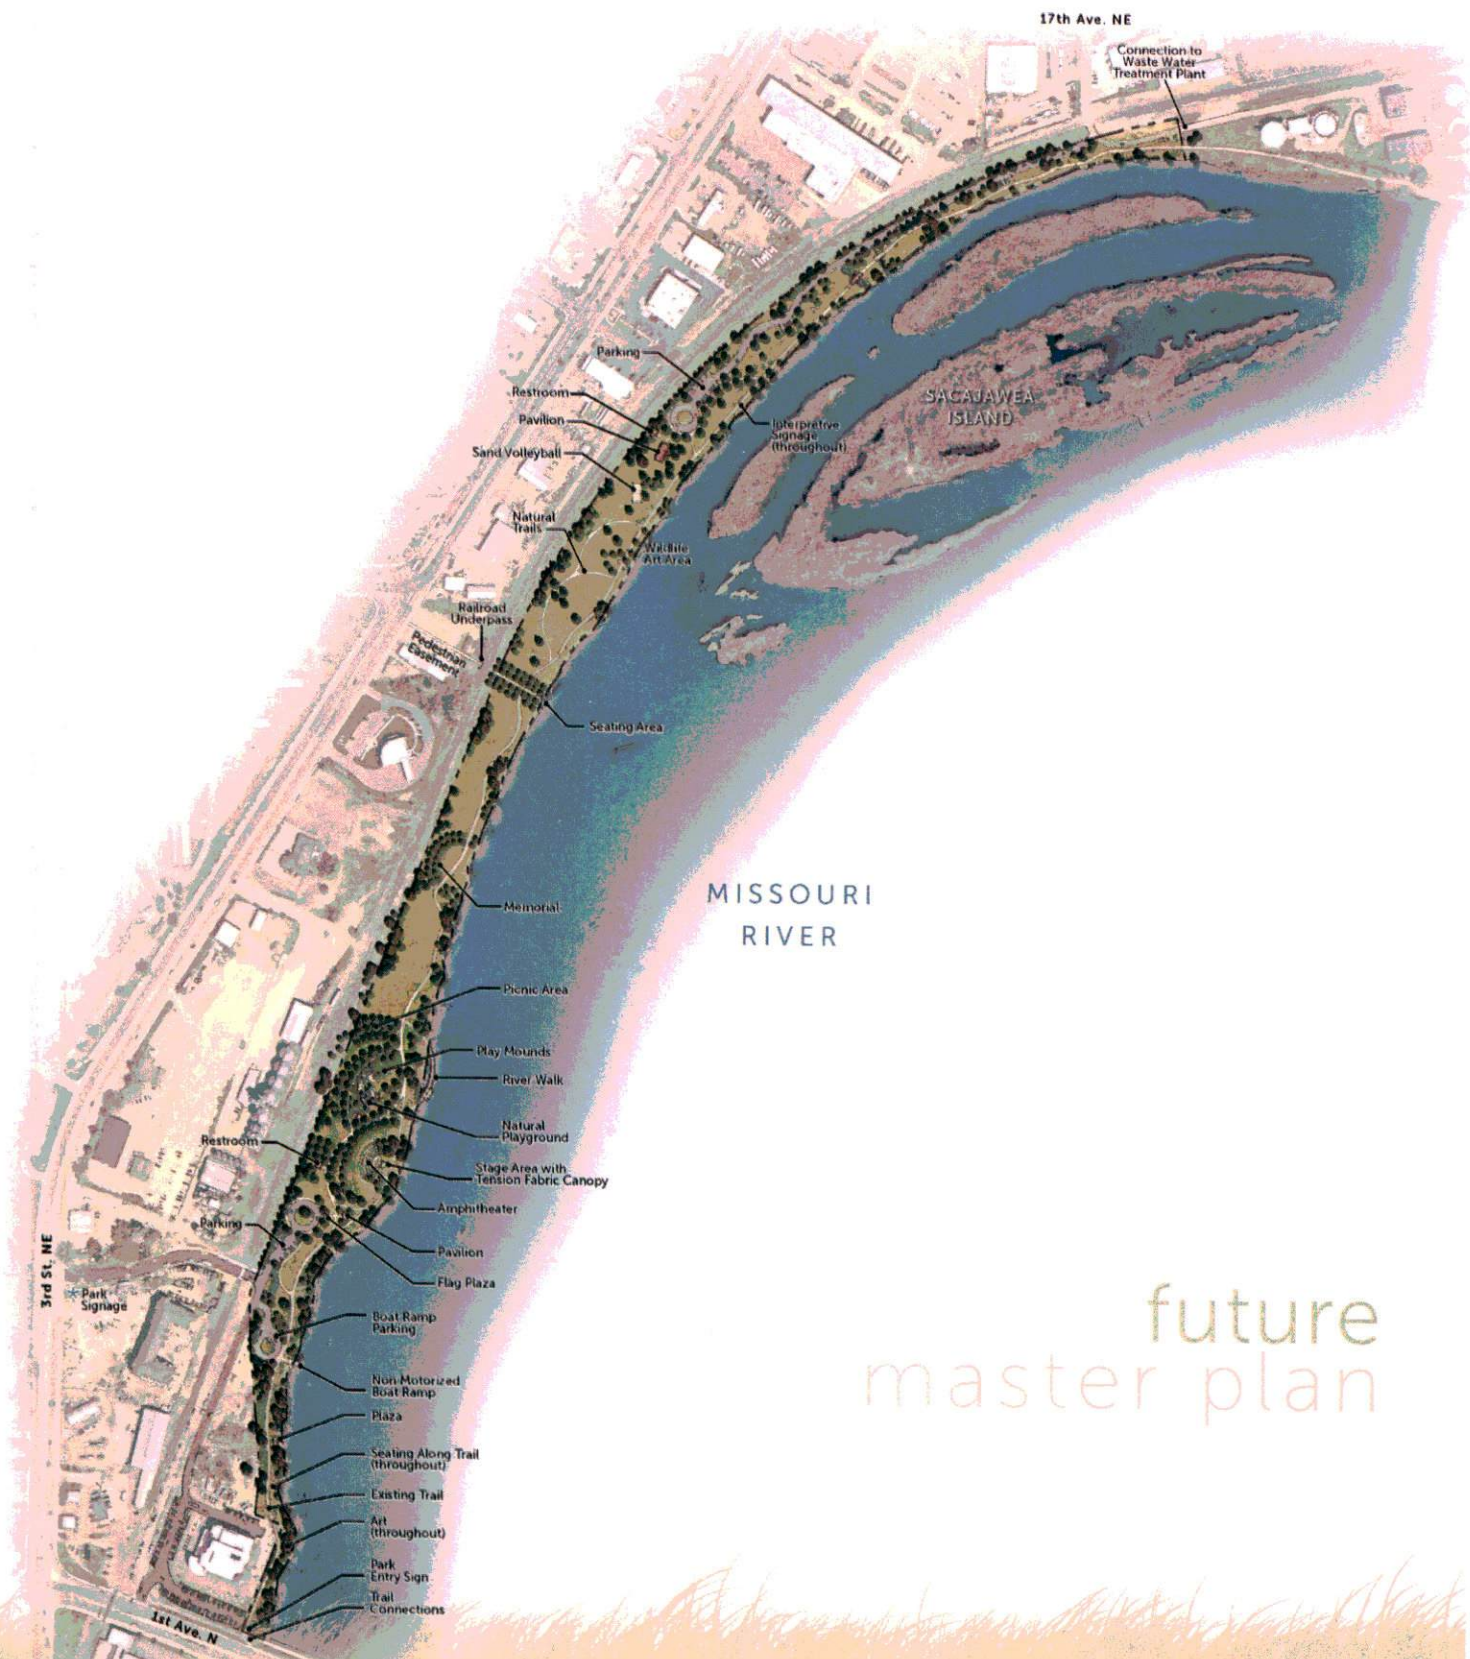 17th Ave. NE
Connection to
Waste Water
Treatment Plant
Parking
Restroom
Pavilion
Sand Volleyball
SACAJAWEA
ISLAND
Interpretive
Signage
(throughout)
Natural
Trails
Wildlife
Art Area
Railroad
Underpass
Pedestrian
Easement
Seating Area
MISSOURI
RIVER
Memorial
Picnic Area
Play Mounds
River Walk
Natural
Playground
Restroom
Stage Area with
Tension Fabric Canopy
Amphitheater
Parking
Pavilion
Flag Plaza
3rd St. NE
Park
Signage
Boat Ramp
Parking
future
master plan
Non Motorized
Boat Ramp
Plaza
Seating Along Trail
(throughout)
Existing Trail
Art
(throughout)
Park
Entry Sign
Trail
Connections
1st Ave. N